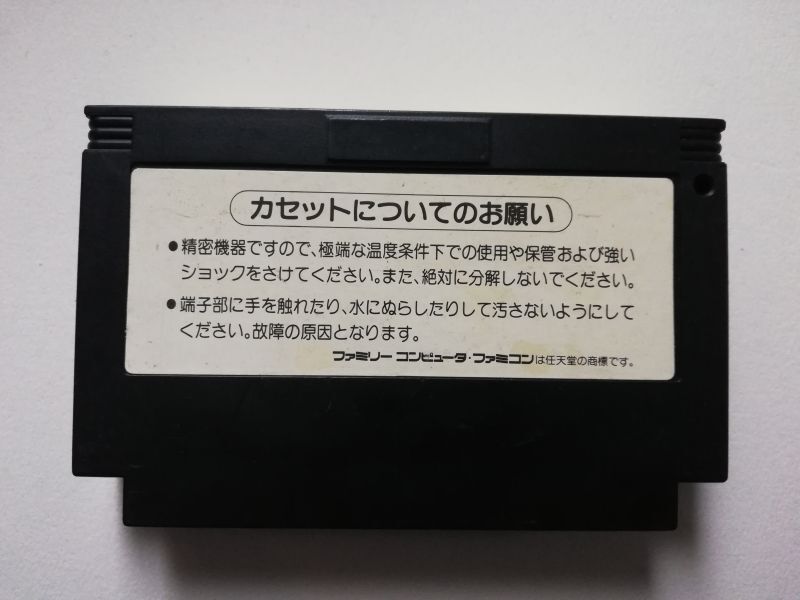 カセットについてのお願い
●精密機器ですので、極端な温度条件下での使用や保管および強い
ショックをさけてください。また、絶対に分解しないでください。
●端子部に手を触れたり、水にぬらしたりして汚さないようにして
ください。故障の原因となります。
ファミリー コンピュータ・ファミコンは任天堂の商標です。